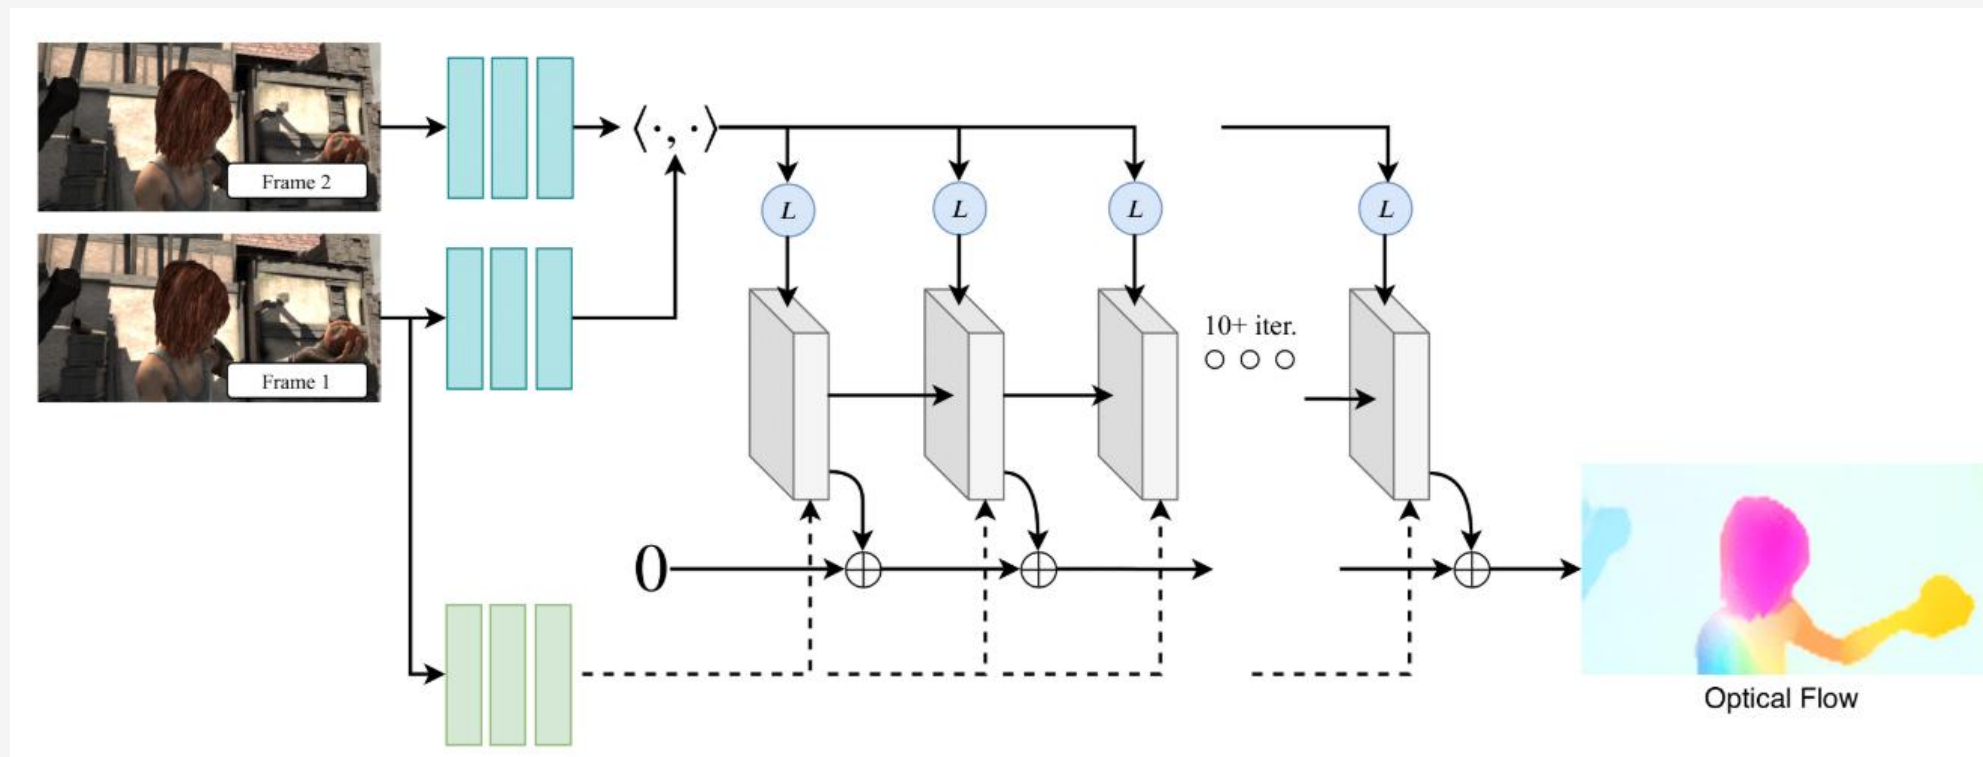 Frame 2
⟨·, ·⟩
L
L
L
L
Frame 1
10+ iter.
0
Optical Flow